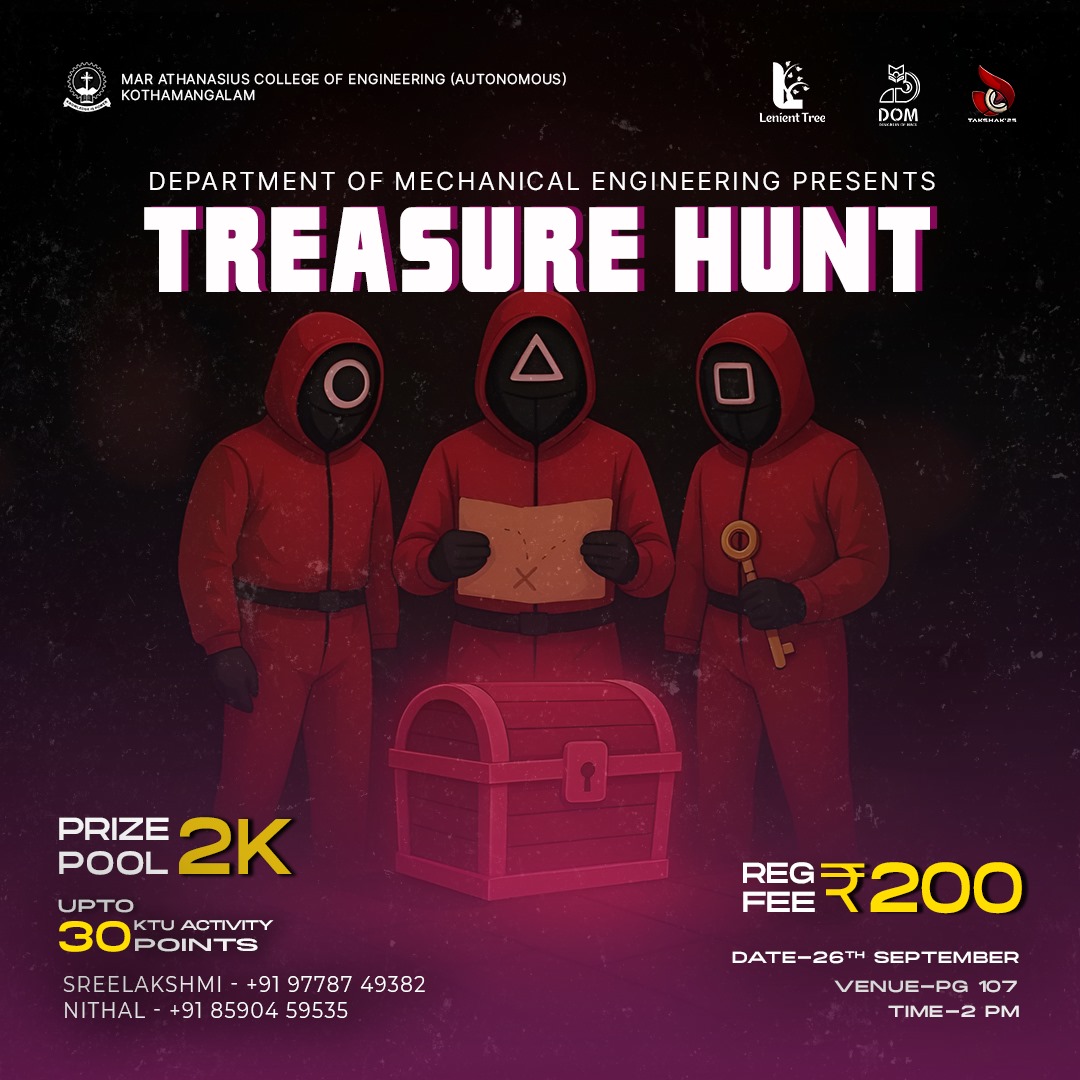 MAR ATHANASIUS COLLEGE OF ENGINEERING (AUTONOMOUS)
KOTHAMANGALAM
Lenient Tree
DOM
TAKSHAK'25
DEPARTMENT OF MECHANICAL ENGINEERING PRESENTS
TREASURE HUNT
PRIZE POOL 2K
UPTO
30 KTU ACTIVITY POINTS
SREELAKSHMI - +91 97787 49382
NITHAL - +91 85904 59535
REG FEE ₹200
DATE-26TH SEPTEMBER
VENUE-PG 107
TIME-2 PM